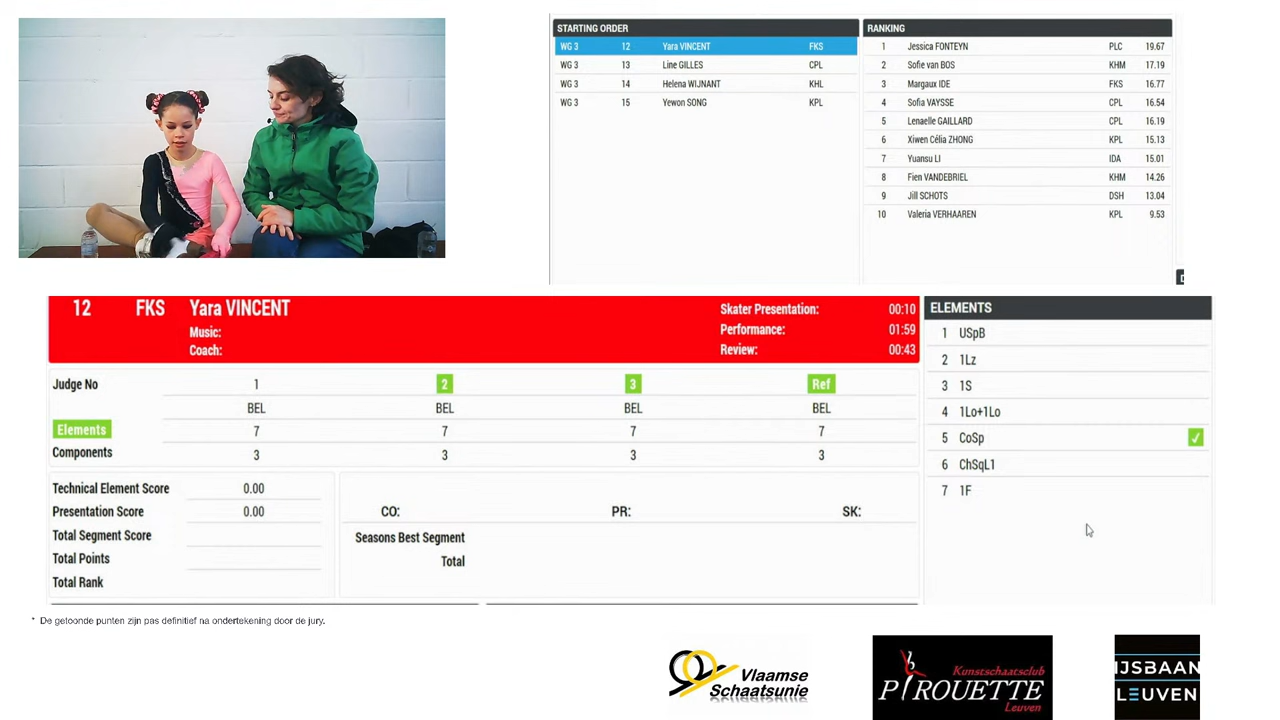 STARTING ORDER
WG 3 12 Yara VINCENT FKS
WG 3 13 Line GILLES CPL
WG 3 14 Helena WIJNANT KHL
WG 3 15 Yewon SONG KPL
RANKING
1 Jessica FONTEYN PLC 19.67
2 Sofie van BOS KHM 17.19
3 Margaux IDE FKS 16.77
4 Sofia VAYSSE CPL 16.54
5 Lenaelle GAILLARD CPL 16.19
6 Xiwen Célia ZHONG KPL 15.13
7 Yuansu LI IDA 15.01
8 Fien VANDEBRIEL KHM 14.26
9 Jill SCHOTS DSH 13.04
10 Valeria VERHAAREN KPL 9.53
12 FKS Yara VINCENT
Music:
Coach:
Skater Presentation: 00:10
Performance: 01:59
Review: 00:43
Judge No 1 2 3 Ref
BEL BEL BEL BEL
Elements 7 7 7 7
Components 3 3 3 3
Technical Element Score 0.00
Presentation Score 0.00
Total Segment Score
Total Points
Total Rank
CO: PR: SK:
Seasons Best Segment
Total
ELEMENTS
1 USpB
2 1Lz
3 1S
4 1Lo+1Lo
5 CoSp
6 ChSqL1
7 1F
* De getoonde punten zijn pas definitief na ondertekening door de jury.
Vlaamse
Schaatsunie
Kunstschaatsclub
PIROUETTE
Leuven
IJSBAAN
LEUVEN